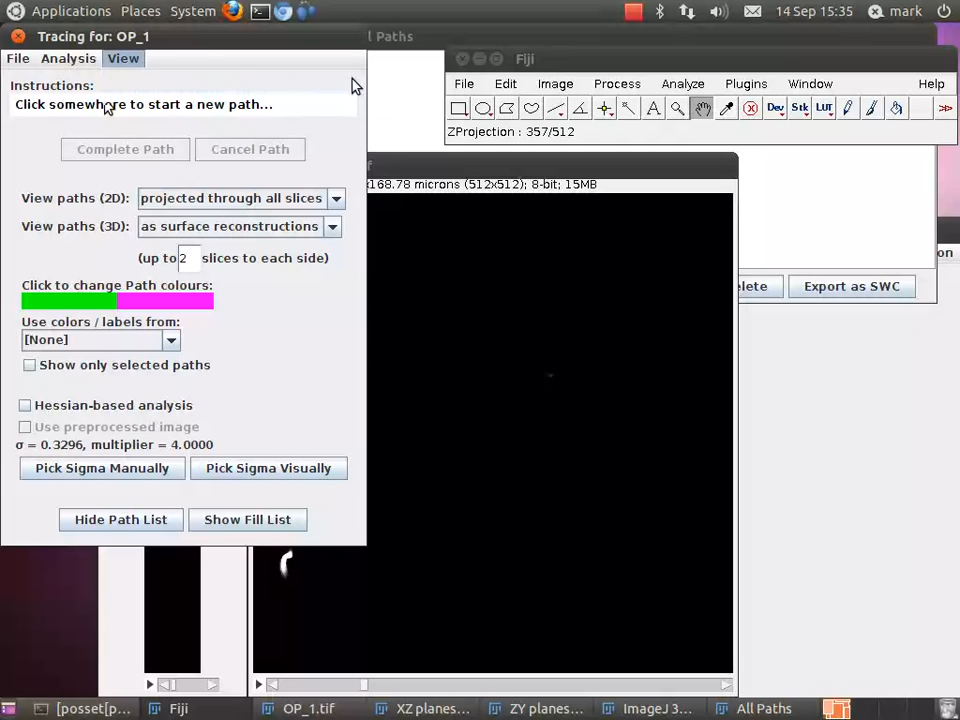 Applications Places System 14 Sep 15:35 mark
Tracing for: OP_1
l Paths
File Analysis View
Instructions:
Click somewhere to start a new path...
Complete Path Cancel Path
View paths (2D): projected through all slices
View paths (3D): as surface reconstructions
(up to 2 slices to each side)
Click to change Path colours:
Use colors / labels from:
[None]
Show only selected paths
Hessian-based analysis
Use preprocessed image
σ = 0.3296, multiplier = 4.0000
Pick Sigma Manually Pick Sigma Visually
Hide Path List Show Fill List
Fiji
File Edit Image Process Analyze Plugins Window Help
A Dev Stk LUT >>
ZProjection : 357/512
f
x168.78 microns (512x512); 8-bit; 15MB
on
elete Export as SWC
[posset[p... Fiji OP_1.tif XZ planes... ZY planes... ImageJ 3... All Paths